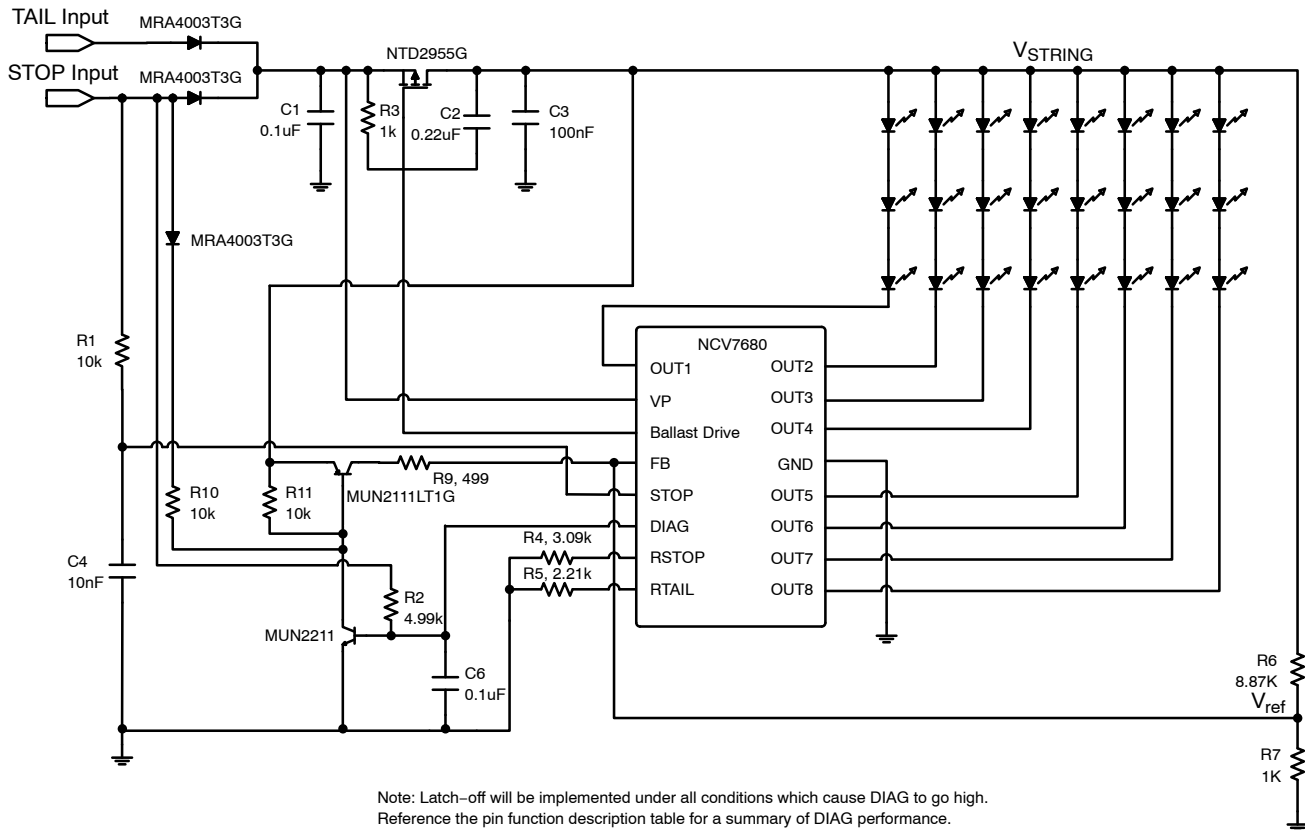 TAIL Input
MRA4003T3G
STOP Input
MRA4003T3G
NTD2955G
VSTRING
C1
0.1uF
R3
1k
C2
0.22uF
C3
100nF
MRA4003T3G
R1
10k
NCV7680
OUT1
OUT2
VP
OUT3
Ballast Drive
OUT4
FB
GND
STOP
OUT5
DIAG
OUT6
RSTOP
OUT7
RTAIL
OUT8
R9, 499
MUN2111LT1G
R10
10k
R11
10k
R4, 3.09k
R5, 2.21k
C4
10nF
R2
4.99k
MUN2211
C6
0.1uF
R6
8.87K
Vref
R7
1K
Note: Latch−off will be implemented under all conditions which cause DIAG to go high.
Reference the pin function description table for a summary of DIAG performance.